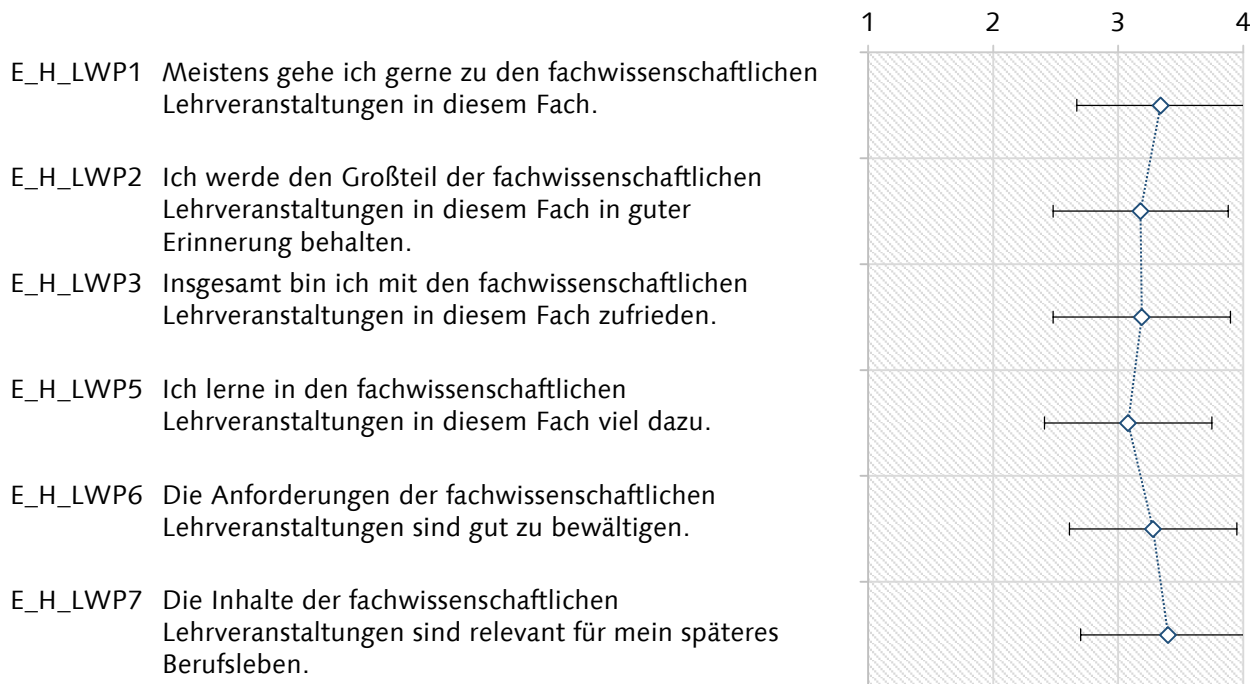 1 2 3 4
E_H_LWP1 Meistens gehe ich gerne zu den fachwissenschaftlichen
Lehrveranstaltungen in diesem Fach.
E_H_LWP2 Ich werde den Großteil der fachwissenschaftlichen
Lehrveranstaltungen in diesem Fach in guter
Erinnerung behalten.
E_H_LWP3 Insgesamt bin ich mit den fachwissenschaftlichen
Lehrveranstaltungen in diesem Fach zufrieden.
E_H_LWP5 Ich lerne in den fachwissenschaftlichen
Lehrveranstaltungen in diesem Fach viel dazu.
E_H_LWP6 Die Anforderungen der fachwissenschaftlichen
Lehrveranstaltungen sind gut zu bewältigen.
E_H_LWP7 Die Inhalte der fachwissenschaftlichen
Lehrveranstaltungen sind relevant für mein späteres
Berufsleben.